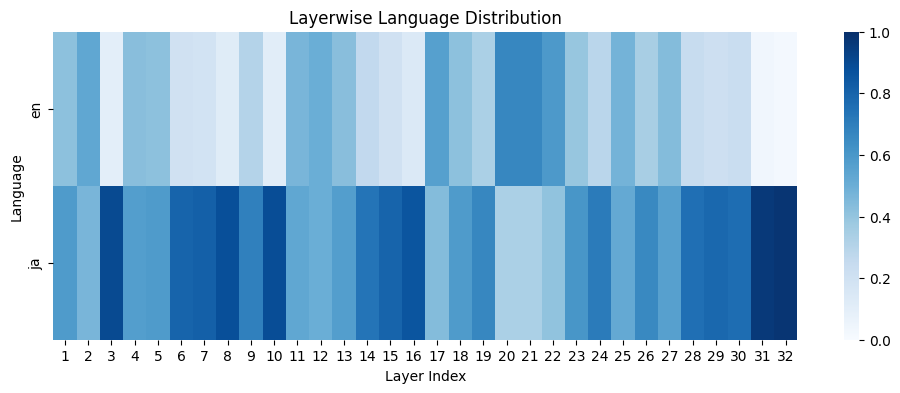 Layerwise Language Distribution
1.0
0.8
0.6
0.4
0.2
0.0
Language
en
ja
1 2 3 4 5 6 7 8 9 10 11 12 13 14 15 16 17 18 19 20 21 22 23 24 25 26 27 28 29 30 31 32
Layer Index